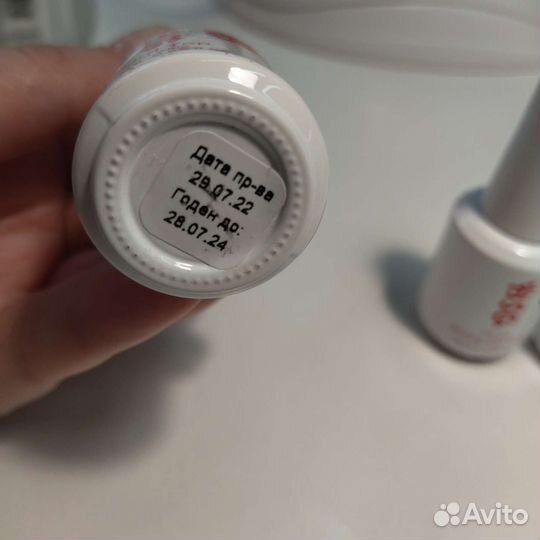 Дата пр-ва
29.07.22
Годен до:
28.07.24
Avito